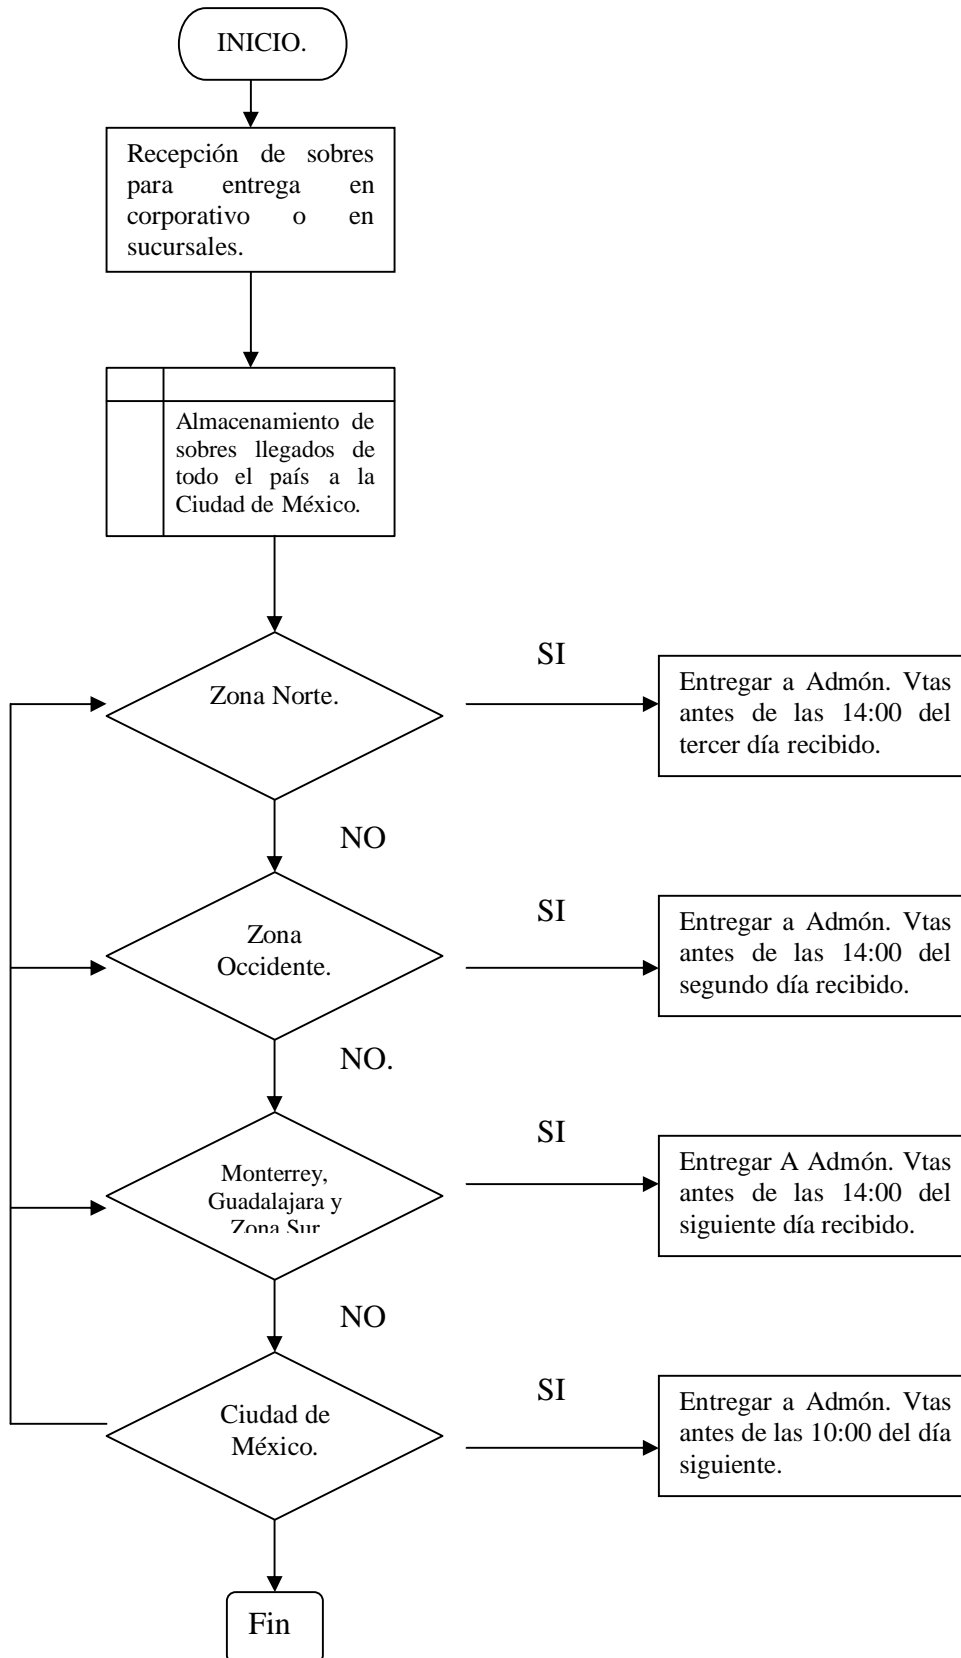 INICIO.
Recepción de sobres
para entrega en
corporativo o en
sucursales.
Almacenamiento de
sobres llegados de
todo el país a la
Ciudad de México.
Zona Norte.
SI
Entregar a Admón. Vtas
antes de las 14:00 del
tercer día recibido.
NO
Zona
Occidente.
SI
Entregar a Admón. Vtas
antes de las 14:00 del
segundo día recibido.
NO.
Monterrey,
Guadalajara y
Zona Sur
SI
Entregar A Admón. Vtas
antes de las 14:00 del
siguiente día recibido.
NO
Ciudad de
México.
SI
Entregar a Admón. Vtas
antes de las 10:00 del día
siguiente.
Fin